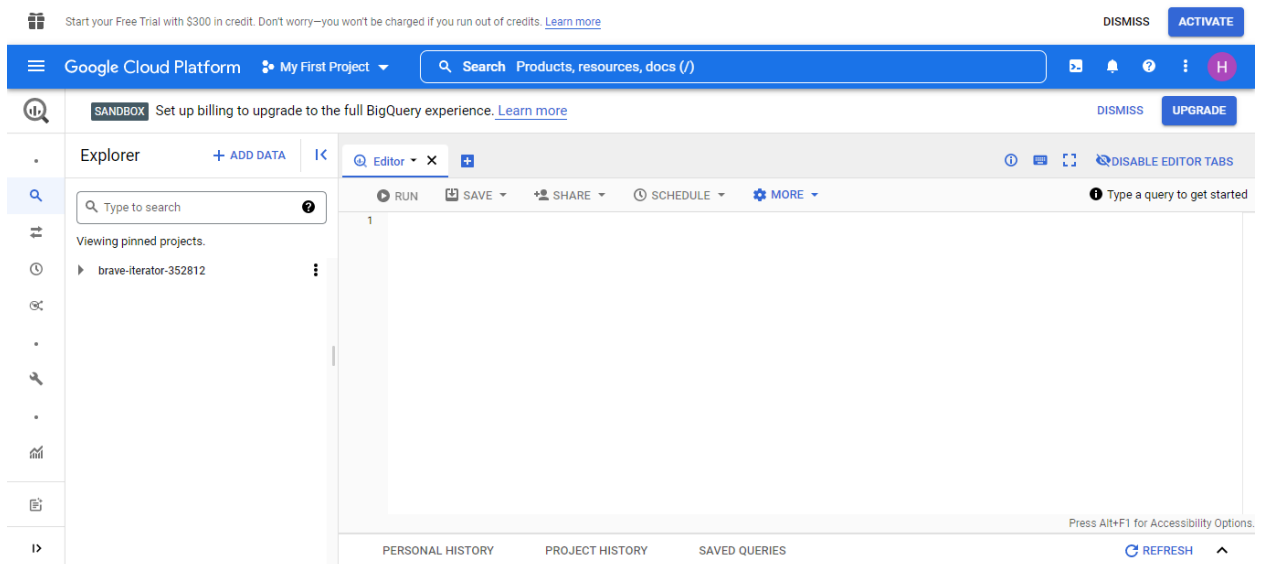 Start your Free Trial with $300 in credit. Don't worry—you won't be charged if you run out of credits. Learn more
DISMISS
ACTIVATE
Google Cloud Platform
My First Project
Search Products, resources, docs (/)
H
SANDBOX Set up billing to upgrade to the full BigQuery experience. Learn more
DISMISS
UPGRADE
Explorer
+ ADD DATA
Editor
DISABLE EDITOR TABS
Type to search
RUN
SAVE
SHARE
SCHEDULE
MORE
Type a query to get started
1
Viewing pinned projects.
brave-iterator-352812
Press Alt+F1 for Accessibility Options.
PERSONAL HISTORY
PROJECT HISTORY
SAVED QUERIES
REFRESH